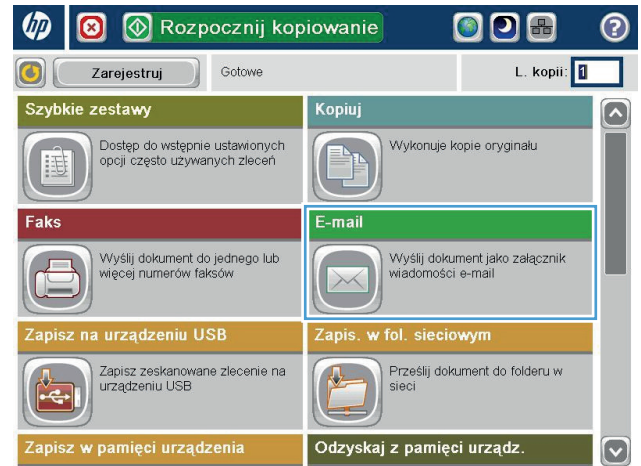 hp
Rozpocznij kopiowanie
?
Zarejestruj
Gotowe
L. kopii: 1
Szybkie zestawy
Dostęp do wstępnie ustawionych
opcji często używanych zleceń
Kopiuj
Wykonuje kopie oryginału
Faks
Wyślij dokument do jednego lub
więcej numerów faksów
E-mail
Wyślij dokument jako załącznik
wiadomości e-mail
Zapisz na urządzeniu USB
Zapisz zeskanowane zlecenie na
urządzeniu USB
Zapis. w fol. sieciowym
Prześlij dokument do folderu w
sieci
Zapisz w pamięci urządzenia
Odzyskaj z pamięci urządz.